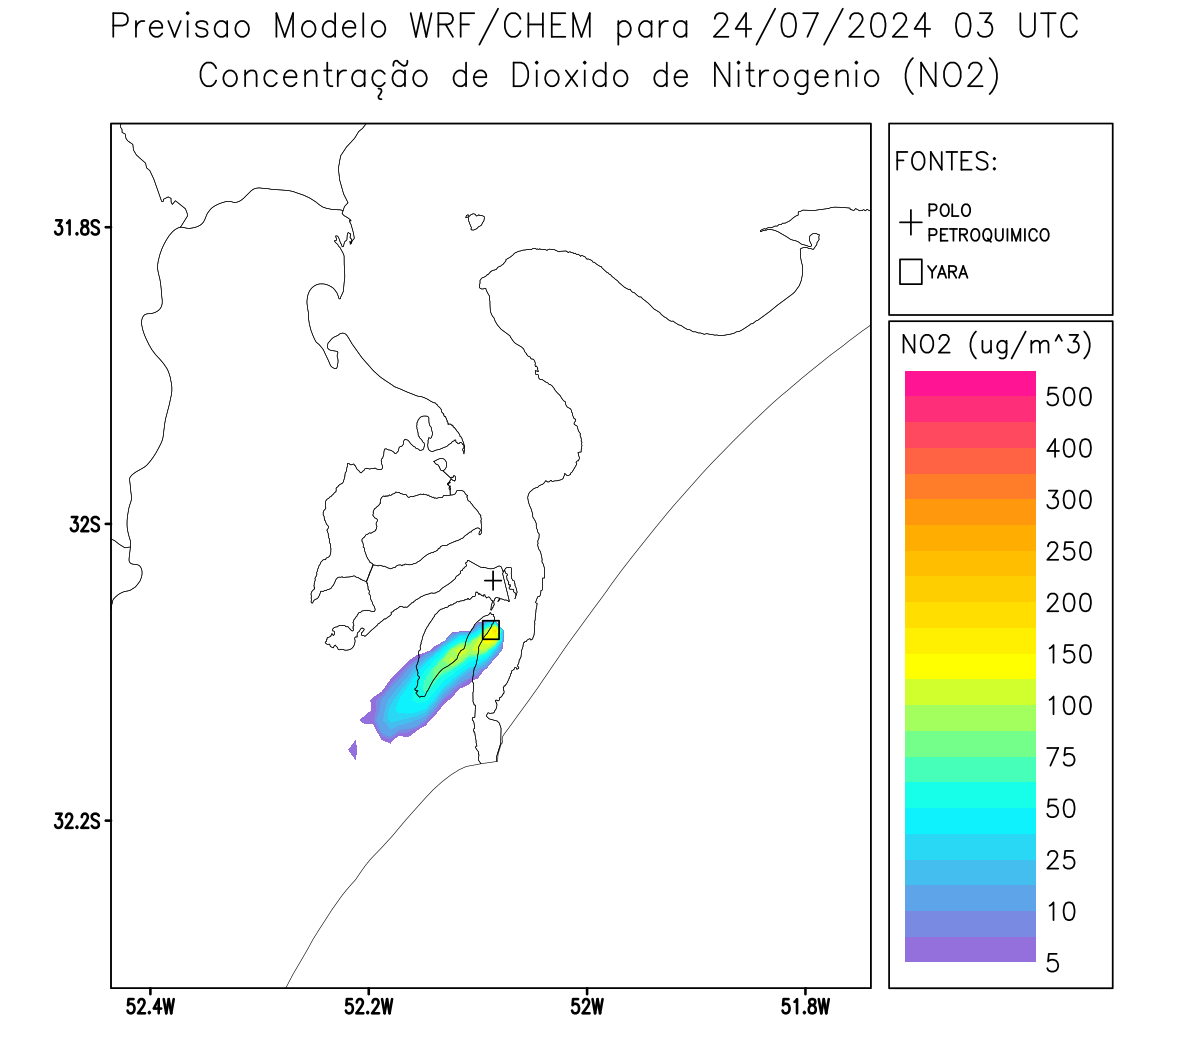 Previsao Modelo WRF/CHEM para 24/07/2024 03 UTC
Concentração de Dioxido de Nitrogenio (NO2)
FONTES:
POLO
PETROQUIMICO
YARA
NO2 (ug/m^3)
500
400
300
250
200
150
100
75
50
25
10
5
31.8S
32S
32.2S
52.4W
52.2W
52W
51.8W